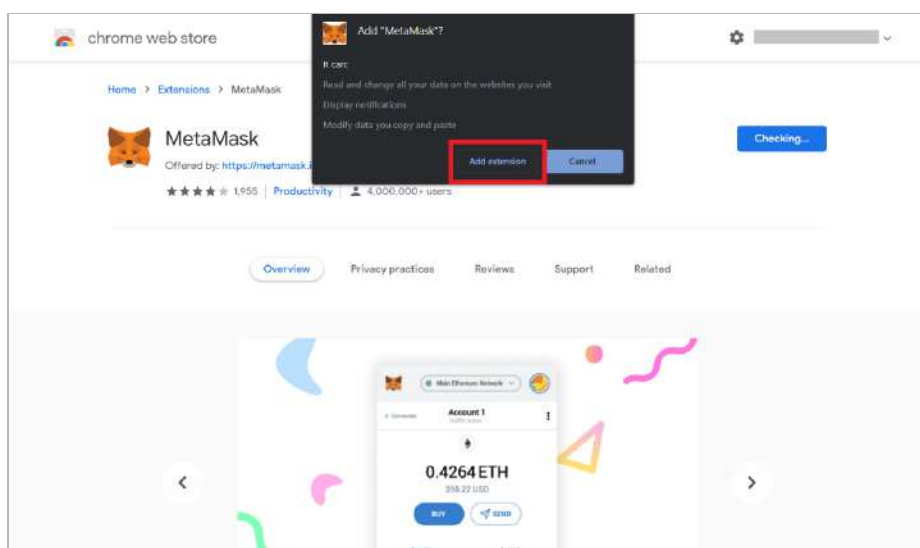 chrome web store
Add "MetaMask"?
It can:
Read and change all your data on the websites you visit
Display notifications
Modify data you copy and paste
Add extension
Cancel
Home > Extensions > MetaMask
MetaMask
Checking...
Offered by: https://metamask.i
1,955 | Productivity | 4,000,000+ users
Overview
Privacy practices
Reviews
Support
Related
Main Ethereum Network
Account 1
0.4264 ETH
USD
BUY
SEND